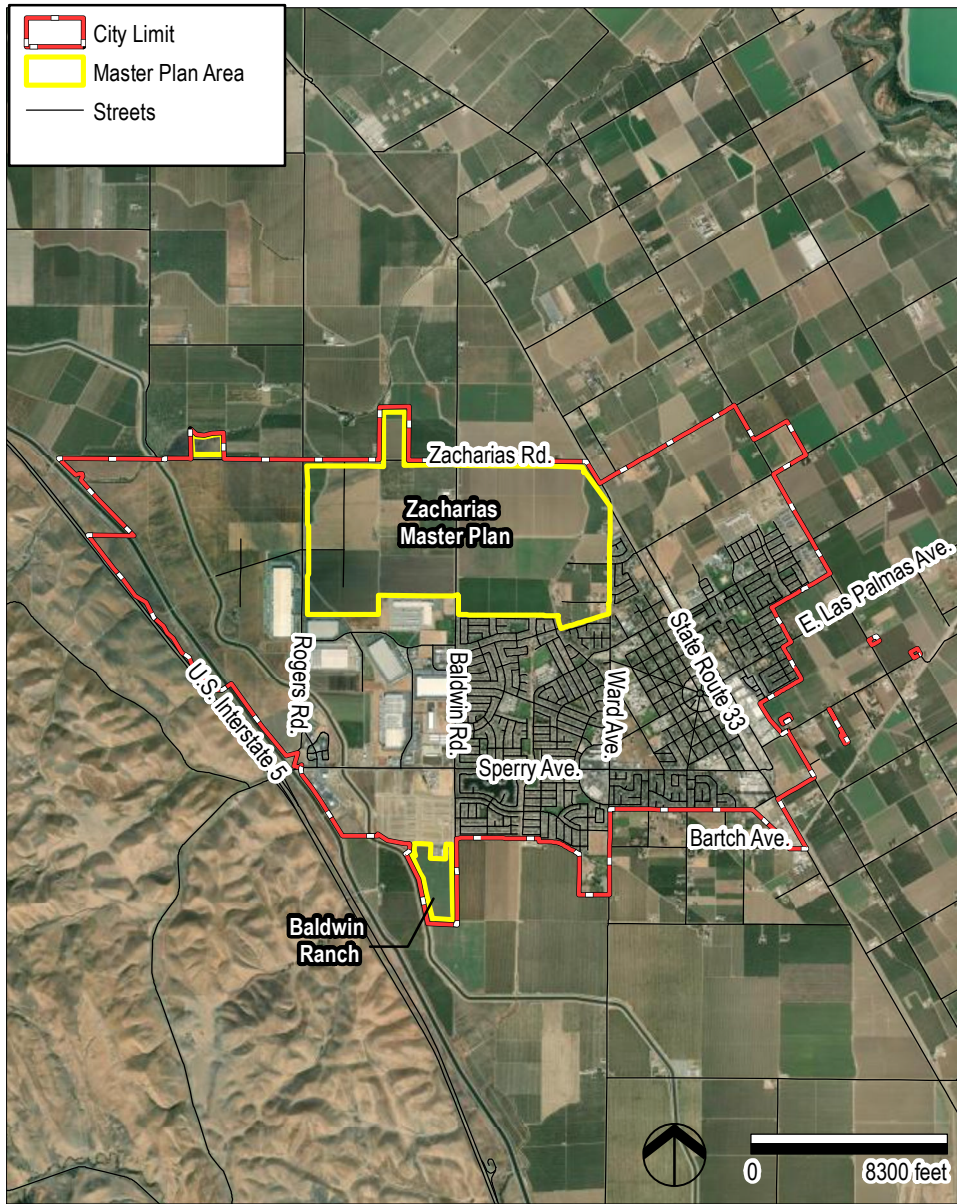 City Limit
Master Plan Area
Streets
Zacharias Rd.
Zacharias
Master Plan
E. Las Palmas Ave.
State Route 33
Rogers Rd.
Baldwin Rd.
Ward Ave.
U.S. Interstate 5
Sperry Ave.
Bartch Ave.
Baldwin
Ranch
0 8300 feet